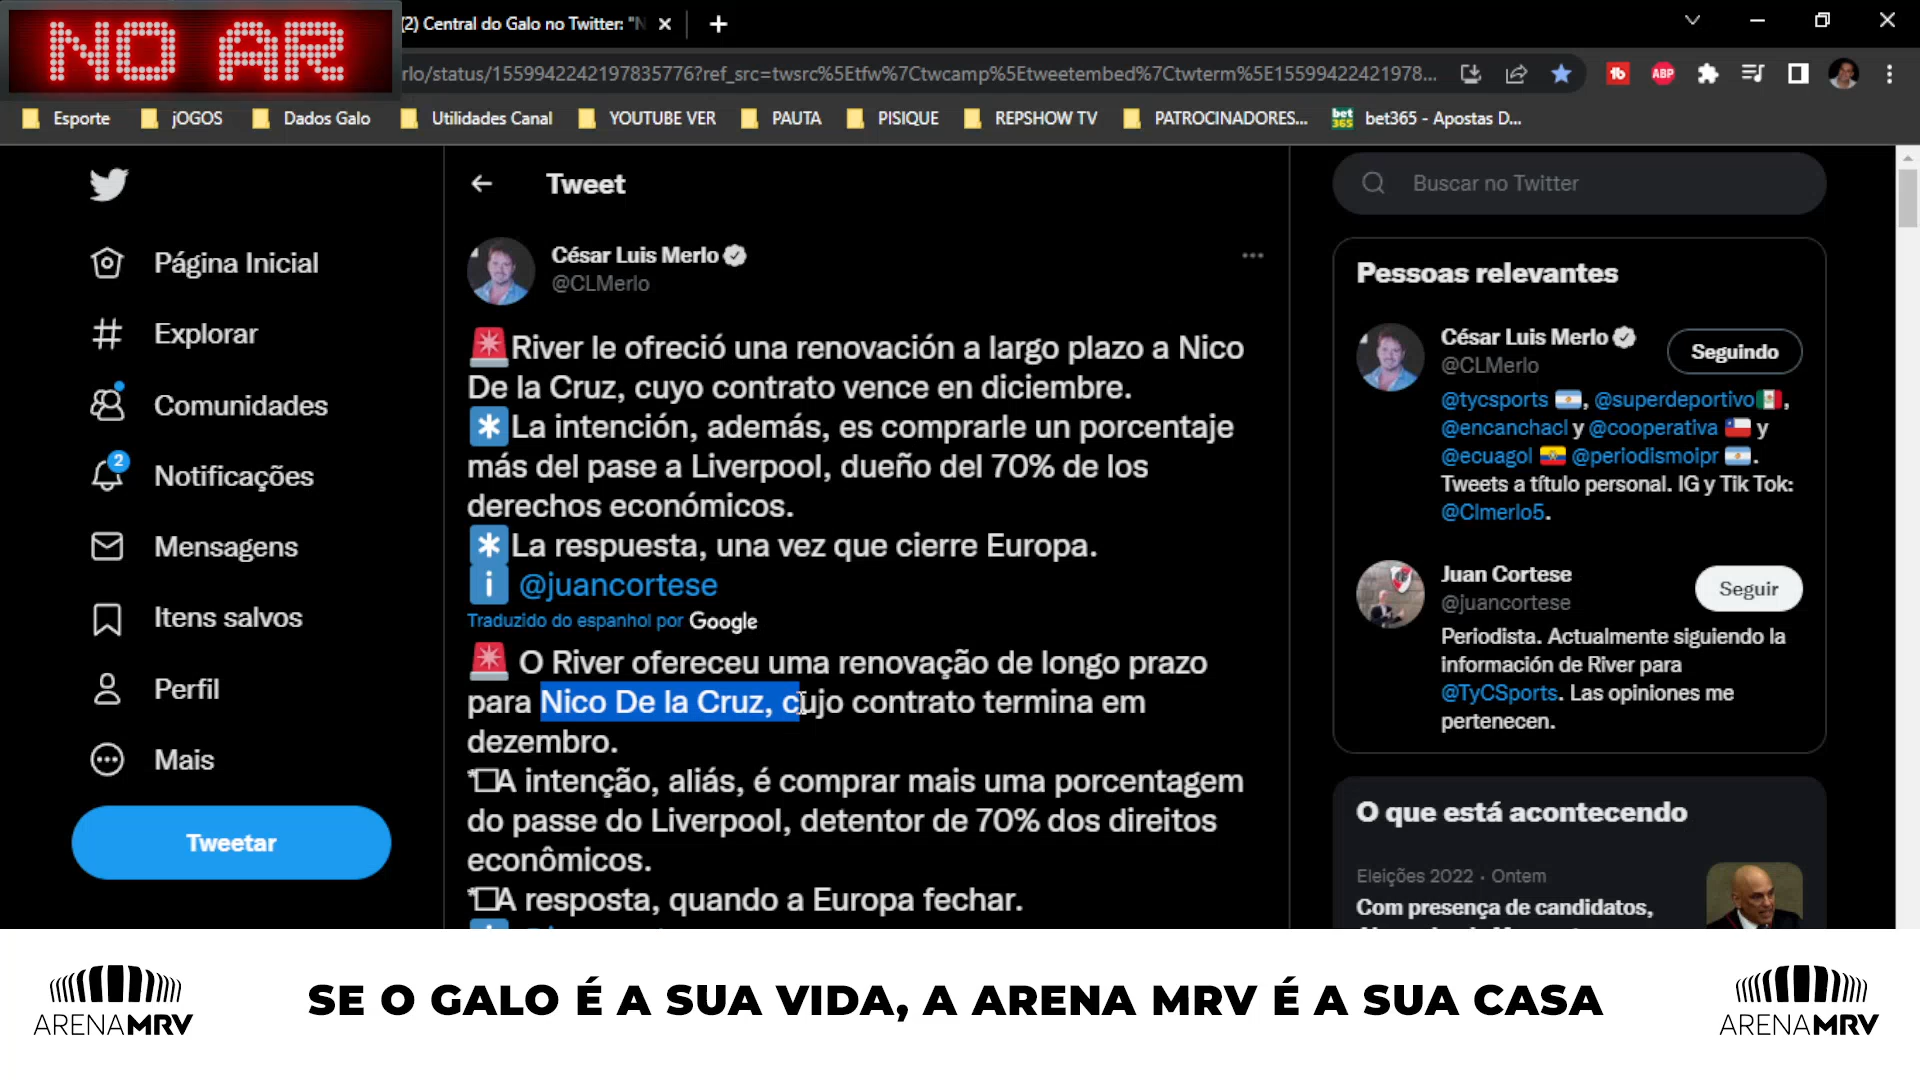 NO AR
(2) Central do Galo no Twitter: "N
rlo/status/1559942242197835776?ref_src=twsrc%5Etfw%7Ctwcamp%5Etweetembed%7Ctwterm%5E15599422421978...
Esporte
jOGOS
Dados Galo
Utilidades Canal
YOUTUBE VER
PAUTA
PISIQUE
REPSHOW TV
PATROCINADORES...
bet365
bet365 - Apostas D...
tb
ABP
Página Inicial
Explorar
Comunidades
2
Notificações
Mensagens
Itens salvos
Perfil
Mais
Tweetar
Tweet
César Luis Merlo
@CLMerlo
River le ofreció una renovación a largo plazo a Nico
De la Cruz, cuyo contrato vence en diciembre.
La intención, además, es comprarle un porcentaje
más del pase a Liverpool, dueño del 70% de los
derechos económicos.
La respuesta, una vez que cierre Europa.
@juancortese
Traduzido do espanhol por Google
O River ofereceu uma renovação de longo prazo
para Nico De la Cruz, cujo contrato termina em
dezembro.
*A intenção, aliás, é comprar mais uma porcentagem
do passe do Liverpool, detentor de 70% dos direitos
econômicos.
*A resposta, quando a Europa fechar.
Buscar no Twitter
Pessoas relevantes
César Luis Merlo
@CLMerlo
Seguindo
@tycsports 🇦🇷, @superdeportivo🇲🇽,
@encanchacl y @cooperativa 🇨🇱 y
@ecuagol 🇪🇨 @periodismoipr 🇦🇷.
Tweets a título personal. IG y Tik Tok:
@Clmerlo5.
Juan Cortese
@juancortese
Seguir
Periodista. Actualmente siguiendo la
información de River para
@TyCSports. Las opiniones me
pertenecen.
O que está acontecendo
Eleições 2022 · Ontem
Com presença de candidatos,
ARENAMRV
SE O GALO É A SUA VIDA, A ARENA MRV É A SUA CASA
ARENAMRV